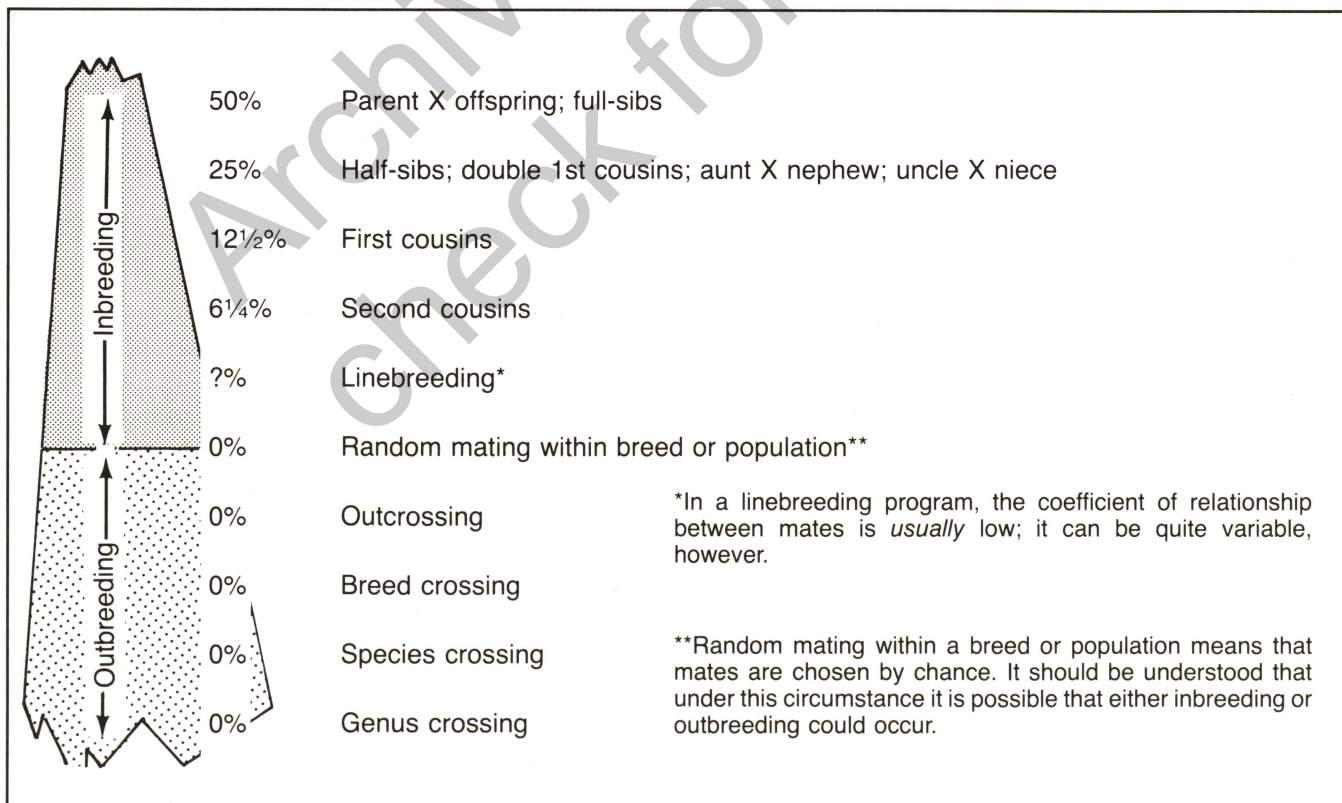 50% Parent X offspring; full-sibs
25% Half-sibs; double 1st cousins; aunt X nephew; uncle X niece
12½% First cousins
6¼% Second cousins
?% Linebreeding*
0% Random mating within breed or population**
0% Outcrossing
0% Breed crossing
0% Species crossing
0% Genus crossing
Inbreeding
Outbreeding
*In a linebreeding program, the coefficient of relationship
between mates is usually low; it can be quite variable,
however.
**Random mating within a breed or population means that
mates are chosen by chance. It should be understood that
under this circumstance it is possible that either inbreeding or
outbreeding could occur.
check for